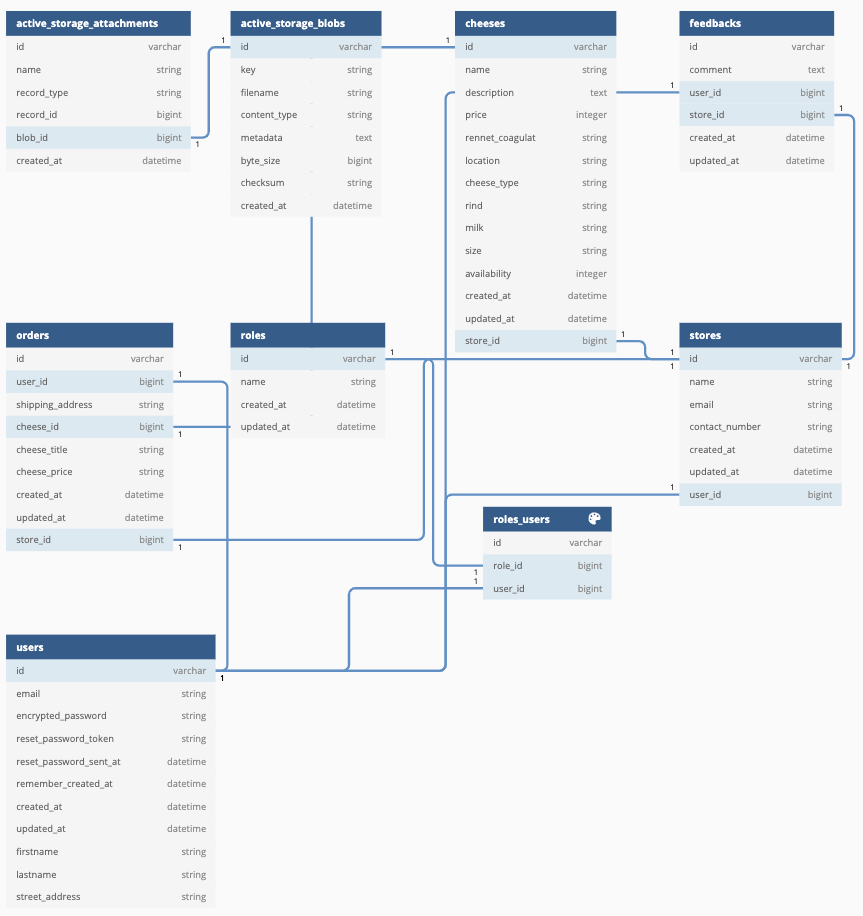 active_storage_attachments
id varchar
name string
record_type string
record_id bigint
blob_id bigint
created_at datetime
1
1
active_storage_blobs
id varchar
key string
filename string
content_type string
metadata text
byte_size bigint
checksum string
created_at datetime
1
cheeses
id varchar
name string
description text
price integer
rennet_coagulat string
location string
cheese_type string
rind string
milk string
size string
availability integer
created_at datetime
updated_at datetime
store_id bigint
1
feedbacks
id varchar
comment text
user_id bigint
store_id bigint
created_at datetime
updated_at datetime
1
1
orders
id varchar
user_id bigint
shipping_address string
cheese_id bigint
cheese_title string
cheese_price string
created_at datetime
updated_at datetime
store_id bigint
1
1
1
roles
id varchar
name string
created_at datetime
updated_at datetime
1
1
stores
id varchar
name string
email string
contact_number string
created_at datetime
updated_at datetime
user_id bigint
1
1
1
1
roles_users
id varchar
role_id bigint
user_id bigint
1
1
users
id varchar
email string
encrypted_password string
reset_password_token string
reset_password_sent_at datetime
remember_created_at datetime
created_at datetime
updated_at datetime
firstname string
lastname string
street_address string
1